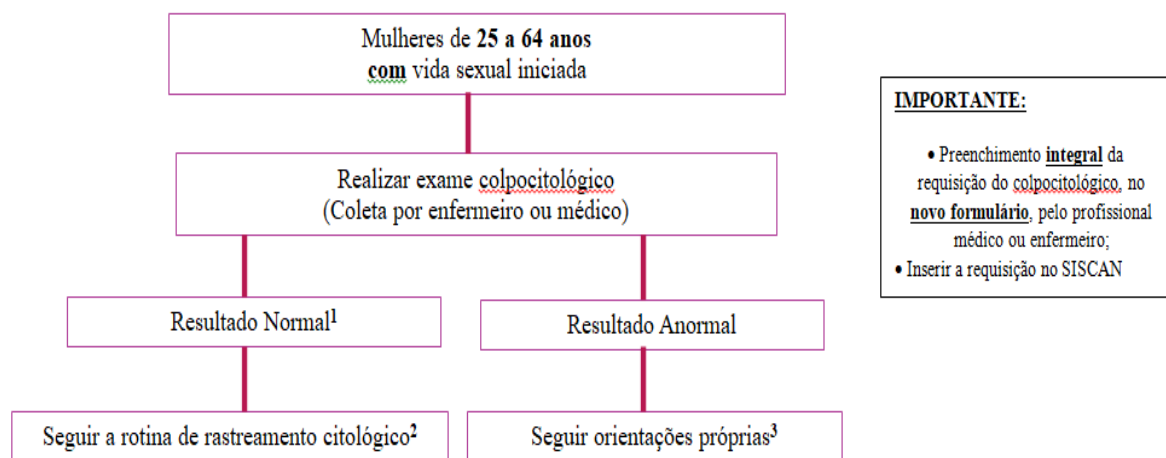 Mulheres de 25 a 64 anos
com vida sexual iniciada
Realizar exame colpocitológico
(Coleta por enfermeiro ou médico)
Resultado Normal¹
Resultado Anormal
Seguir a rotina de rastreamento citológico²
Seguir orientações próprias³
IMPORTANTE:
• Preenchimento integral da
requisição do colpocitológico, no
novo formulário, pelo profissional
médico ou enfermeiro;
• Inserir a requisição no SISCAN